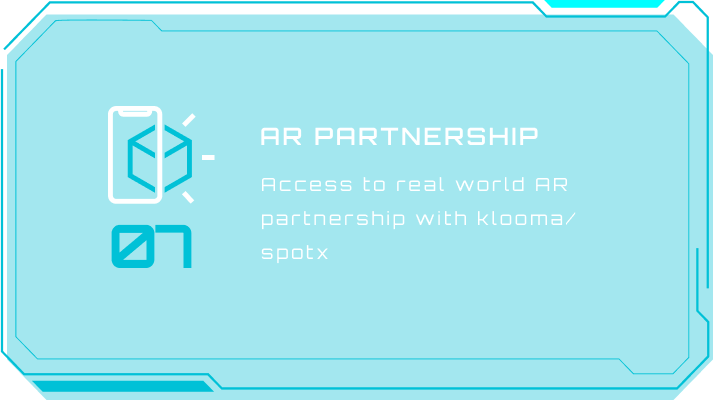 AR PARTNERSHIP
Access to real world AR
partnership with klooma/
spotx
07